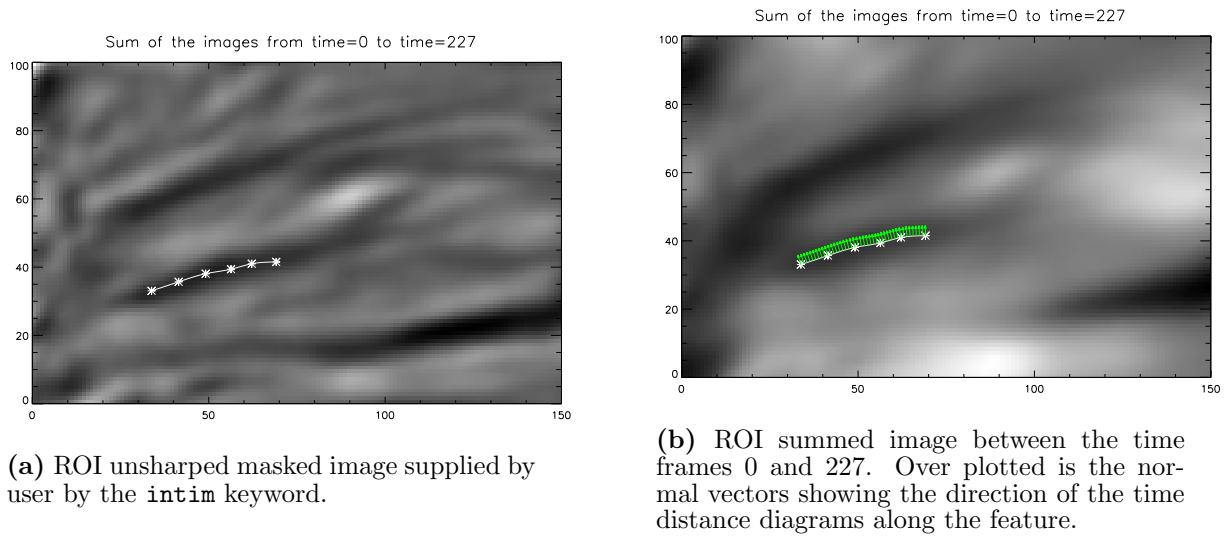 Sum of the images from time=0 to time=227
100
80
60
40
20
0
0
50
100
150
(a) ROI unsharped masked image supplied by
user by the intim keyword.
Sum of the images from time=0 to time=227
100
80
60
40
20
0
0
50
100
150
(b) ROI summed image between the time
frames 0 and 227. Over plotted is the nor-
mal vectors showing the direction of the time
distance diagrams along the feature.